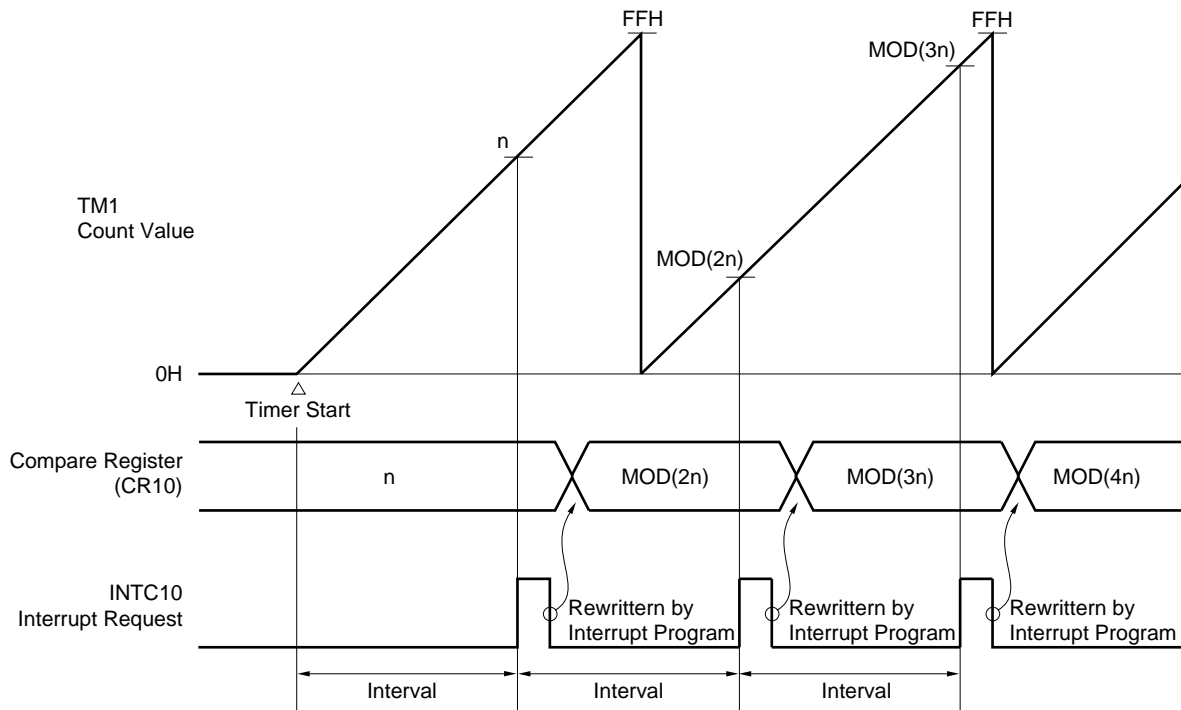 FFH
FFH
MOD(3n)
n
TM1
Count Value
MOD(2n)
0H
Timer Start
Compare Register
(CR10)
n
MOD(2n)
MOD(3n)
MOD(4n)
INTC10
Interrupt Request
Rewrittern by
Interrupt Program
Rewrittern by
Interrupt Program
Rewrittern by
Interrupt Program
Interval
Interval
Interval